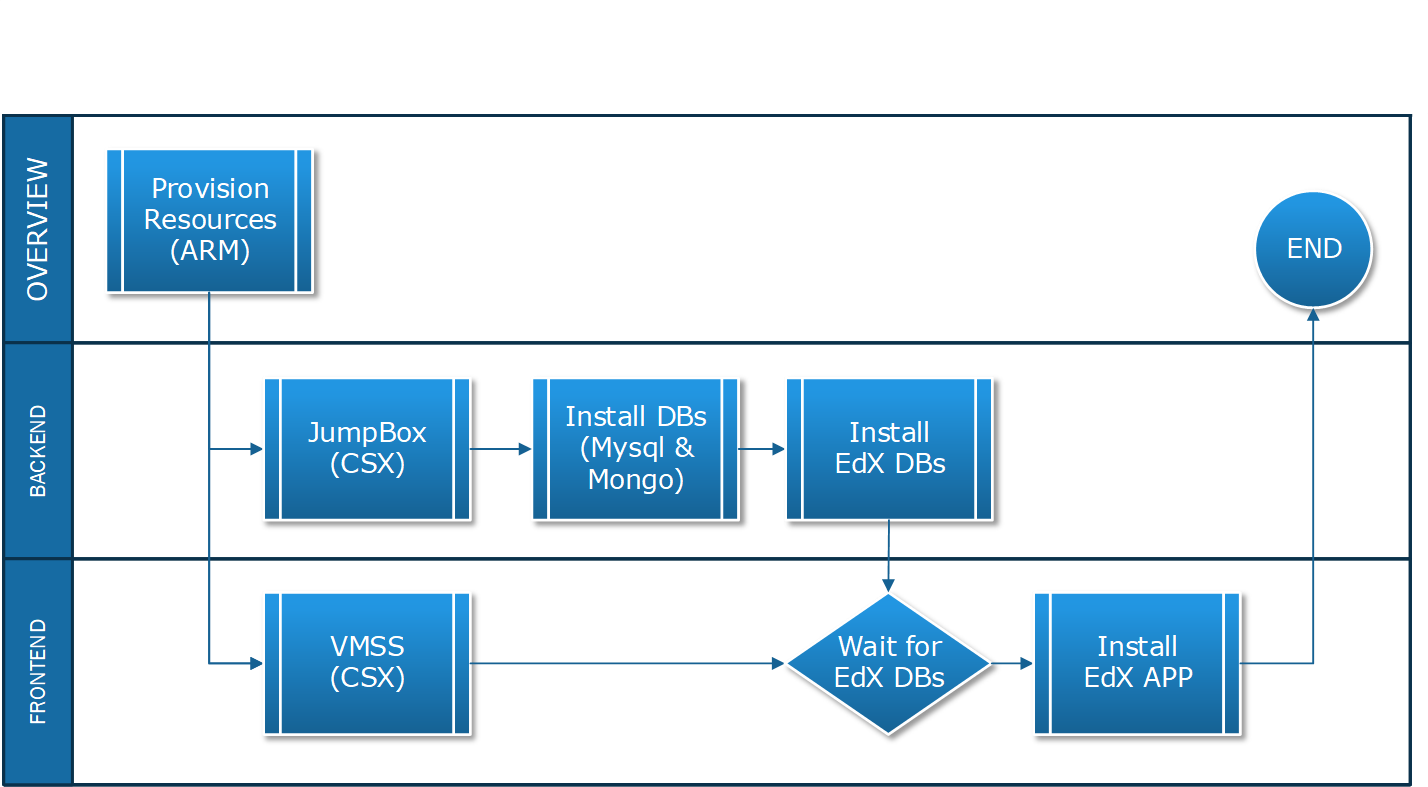 OVERVIEW
Provision
Resources
(ARM)
END
BACKEND
JumpBox
(CSX)
Install DBs
(Mysql &
Mongo)
Install
EdX DBs
FRONTEND
VMSS
(CSX)
Wait for
EdX DBs
Install
EdX APP